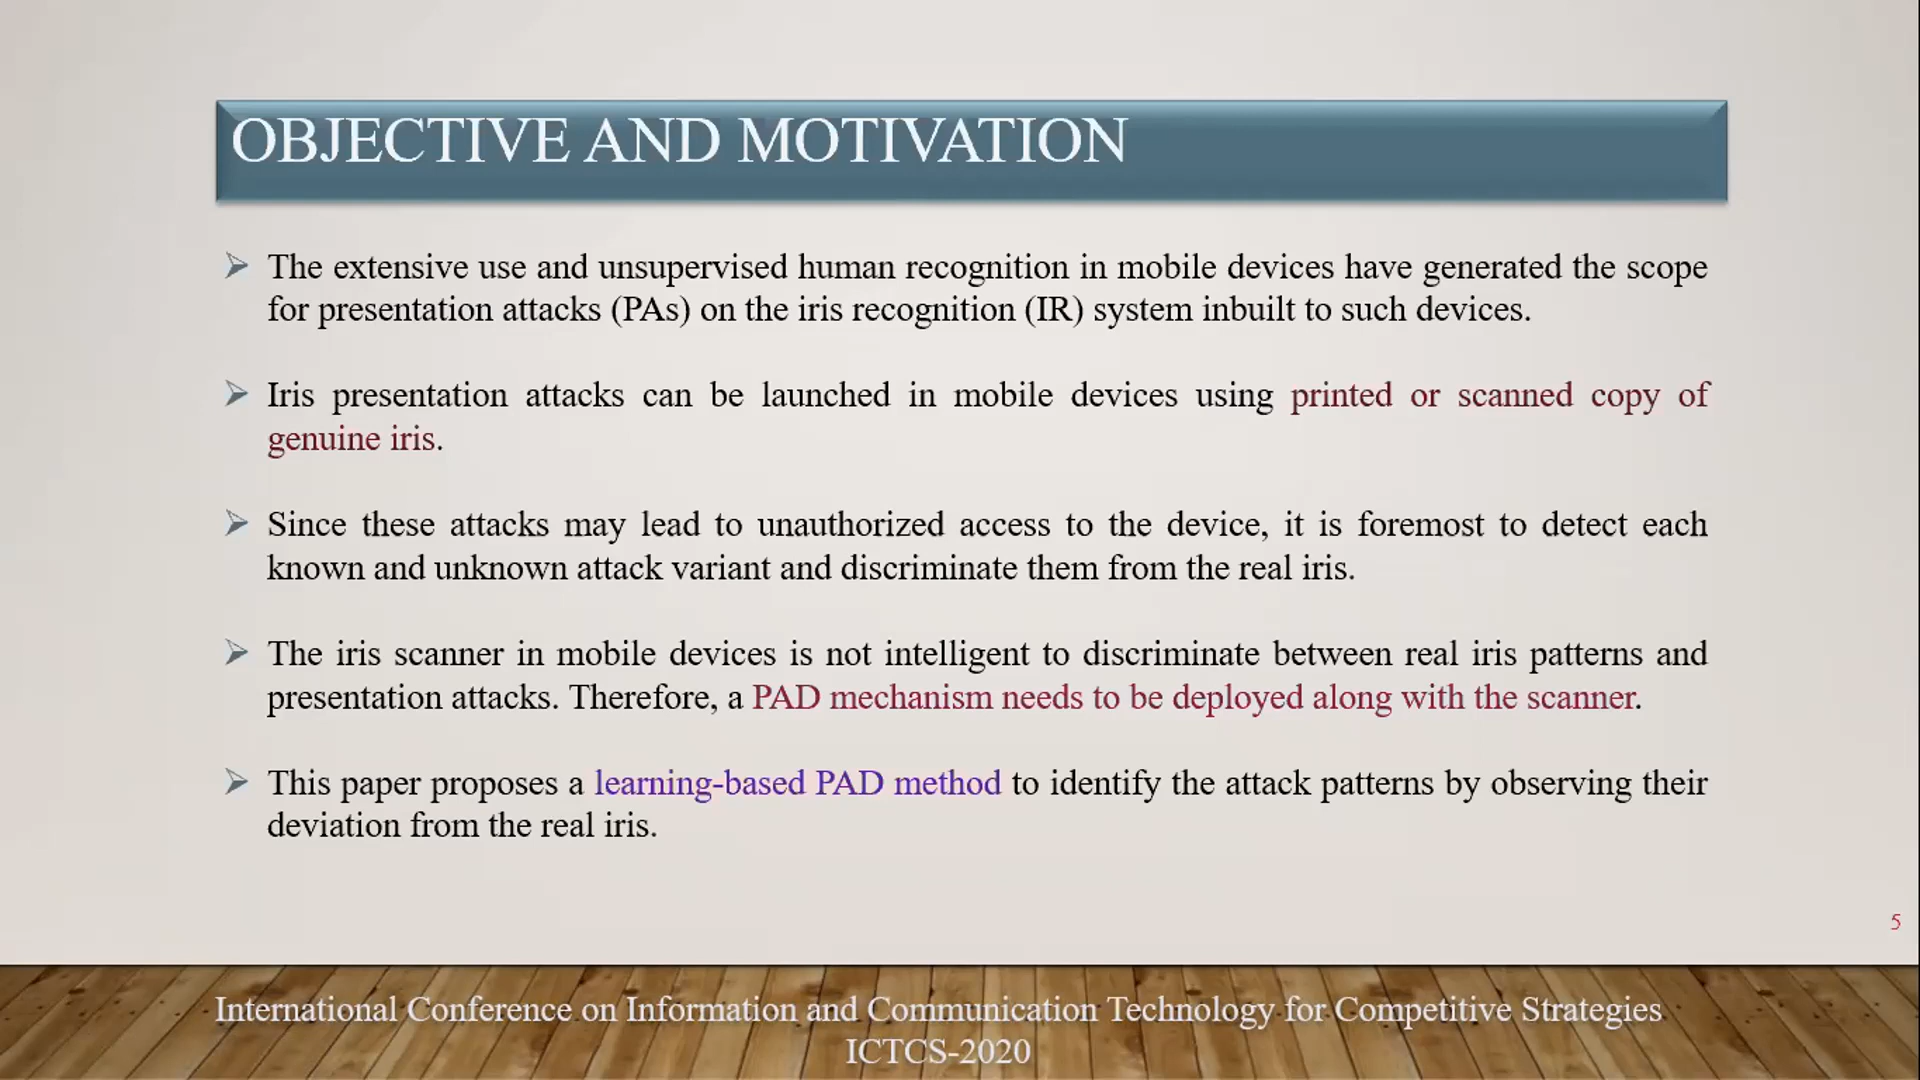 OBJECTIVE AND MOTIVATION
The extensive use and unsupervised human recognition in mobile devices have generated the scope
for presentation attacks (PAs) on the iris recognition (IR) system inbuilt to such devices.
Iris presentation attacks can be launched in mobile devices using printed or scanned copy of
genuine iris.
Since these attacks may lead to unauthorized access to the device, it is foremost to detect each
known and unknown attack variant and discriminate them from the real iris.
The iris scanner in mobile devices is not intelligent to discriminate between real iris patterns and
presentation attacks. Therefore, a PAD mechanism needs to be deployed along with the scanner.
This paper proposes a learning-based PAD method to identify the attack patterns by observing their
deviation from the real iris.
5
International Conference on Information and Communication Technology for Competitive Strategies
ICTCS-2020